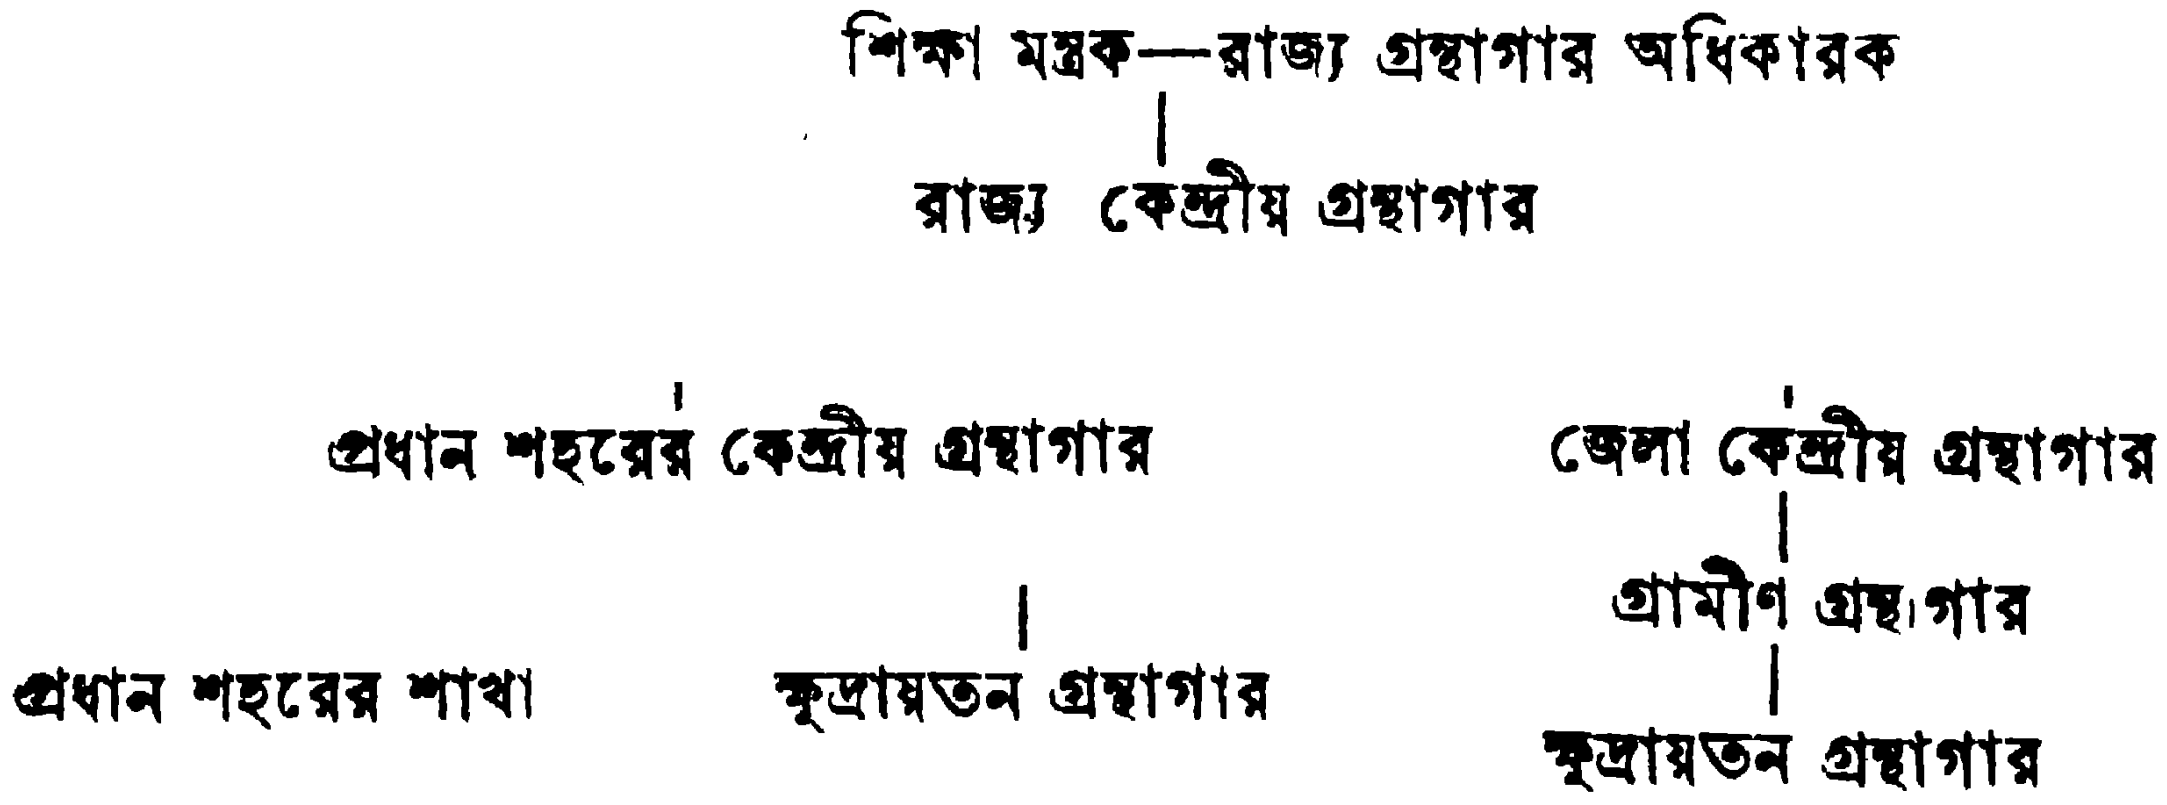 শিক্ষা মন্ত্রক—রাজ্য গ্রন্থাগার অধিকারক
রাজ্য কেন্দ্রীয় গ্রন্থাগার
প্রধান শহরের কেন্দ্রীয় গ্রন্থাগার
জেলা কেন্দ্রীয় গ্রন্থাগার
গ্রামীণ গ্রন্থাগার
প্রধান শহরের শাখা
ক্ষুদ্রায়তন গ্রন্থাগার
ক্ষুদ্রায়তন গ্রন্থাগার